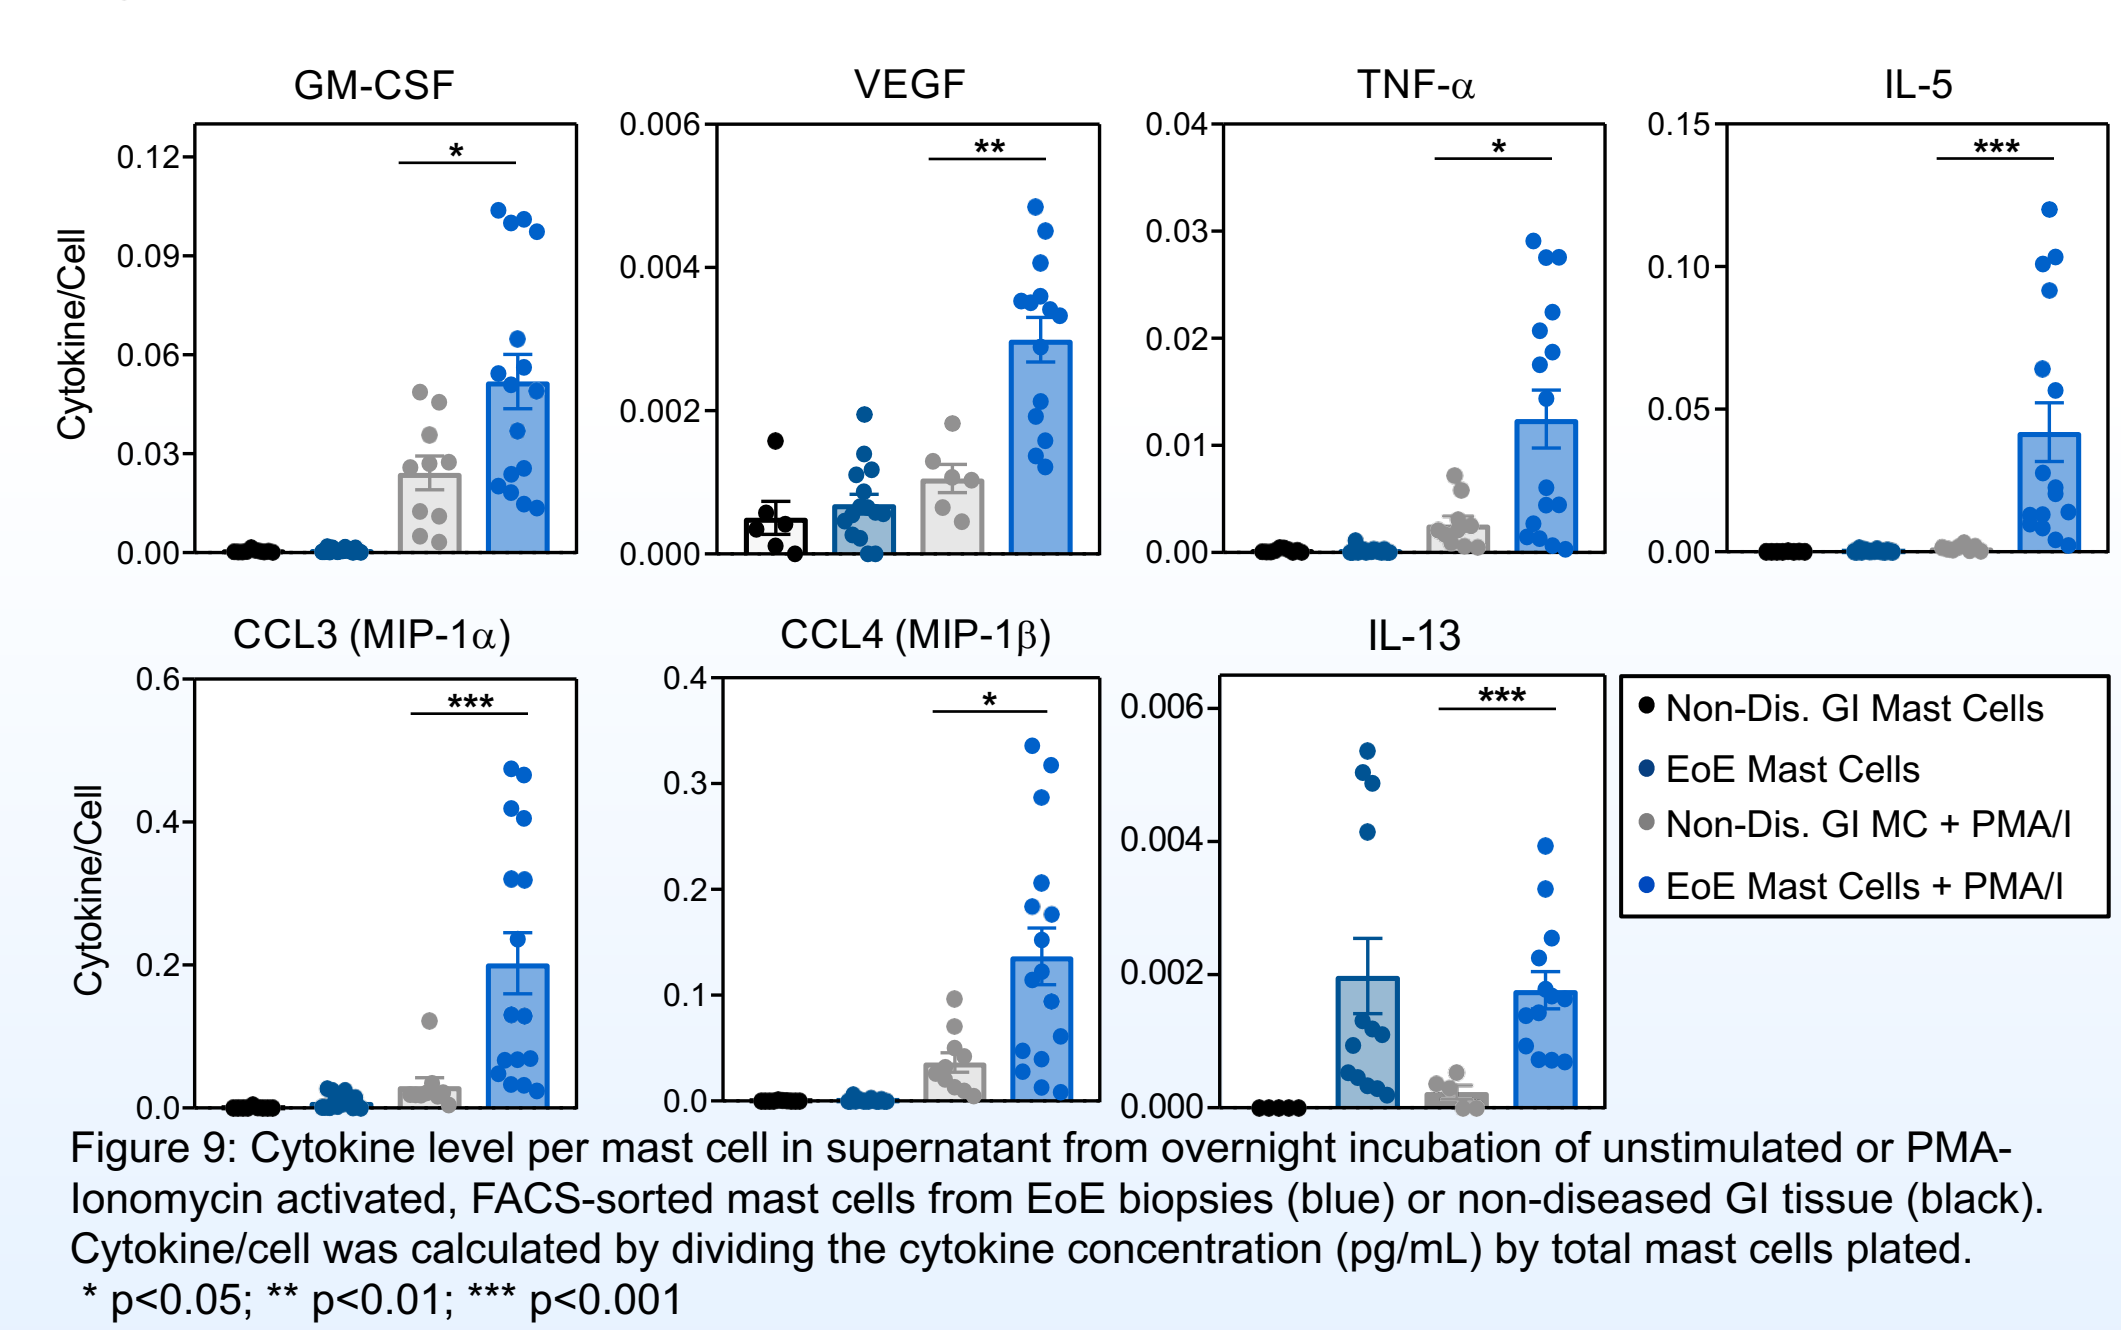 GM-CSF
VEGF
TNF-α
IL-5
Cytokine/Cell
0.12
0.09
0.06
0.03
0.00
*
0.006
0.004
0.002
0.000
**
0.04
0.03
0.02
0.01
0.00
*
0.15
0.10
0.05
0.00
***
CCL3 (MIP-1α)
CCL4 (MIP-1β)
IL-13
Cytokine/Cell
0.6
0.4
0.2
0.0
***
0.4
0.3
0.2
0.1
0.0
*
0.006
0.004
0.002
0.000
***
Non-Dis. GI Mast Cells
EoE Mast Cells
Non-Dis. GI MC + PMA/I
EoE Mast Cells + PMA/I
Figure 9: Cytokine level per mast cell in supernatant from overnight incubation of unstimulated or PMA-
Ionomycin activated, FACS-sorted mast cells from EoE biopsies (blue) or non-diseased GI tissue (black).
Cytokine/cell was calculated by dividing the cytokine concentration (pg/mL) by total mast cells plated.
* p<0.05; ** p<0.01; *** p<0.001